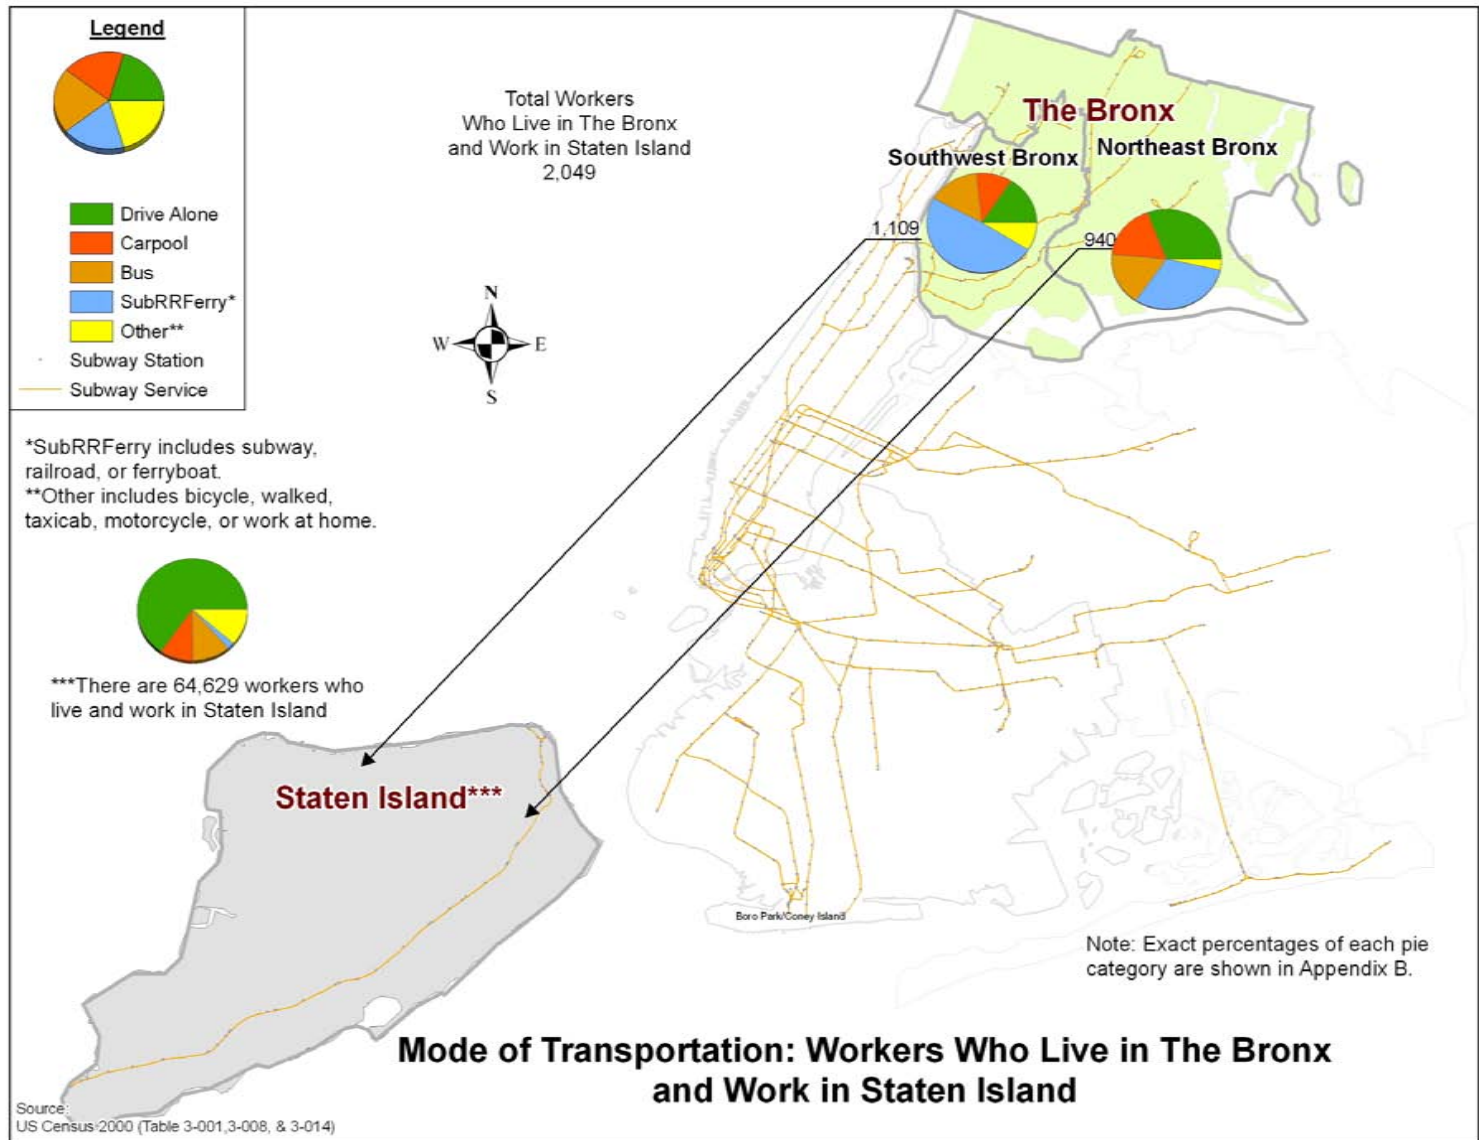 Legend
Drive Alone
Carpool
Bus
SubRRFerry*
Other**
Subway Station
Subway Service
*SubRRFerry includes subway,
railroad, or ferryboat.
**Other includes bicycle, walked,
taxicab, motorcycle, or work at home.
Total Workers
Who Live in The Bronx
and Work in Staten Island
2,049
N
W E
S
The Bronx
Southwest Bronx
Northeast Bronx
1,109
940
***There are 64,629 workers who
live and work in Staten Island
Staten Island***
Boro Park/Coney Island
Note: Exact percentages of each pie
category are shown in Appendix B.
Mode of Transportation: Workers Who Live in The Bronx
and Work in Staten Island
Source:
US Census 2000 (Table 3-001,3-008, & 3-014)